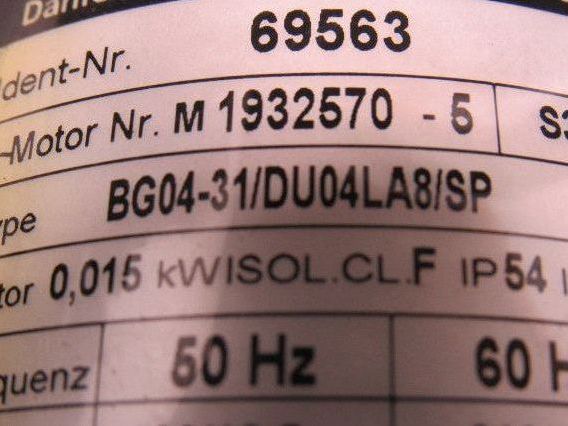 69563
dent-Nr.
-Motor Nr. M 1932570 - 5 S3
ype BG04-31/DU04LA8/SP
tor 0,015 kW ISOL.CL.F IP54
quenz 50 Hz 60 H